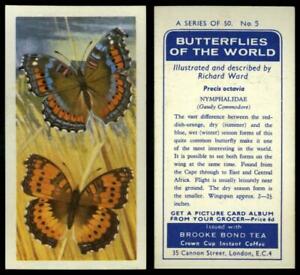 A SERIES OF 50. No. 5
BUTTERFLIES
OF THE WORLD
Illustrated and described by
Richard Ward
Precis octavia
NYMPHALIDAE
(Gaudy Commodore)
The vast difference between the red-
dish-orange, dry (summer) and the
blue, wet (winter) season forms of this
quite common butterfly make it one of
the most interesting in the world.
It is possible to see both forms on the
wing at the same time. Found from
the Cape through to East and Central
Africa. Flight is usually leisurely near
the ground. The dry season form is
smaller. Wingspan approx. 2—2½
inches.
GET A PICTURE CARD ALBUM
FROM YOUR GROCER—Price 6d
Issued with
BROOKE BOND TEA
Crown Cup Instant Coffee
35 Cannon Street, London, E.C.4